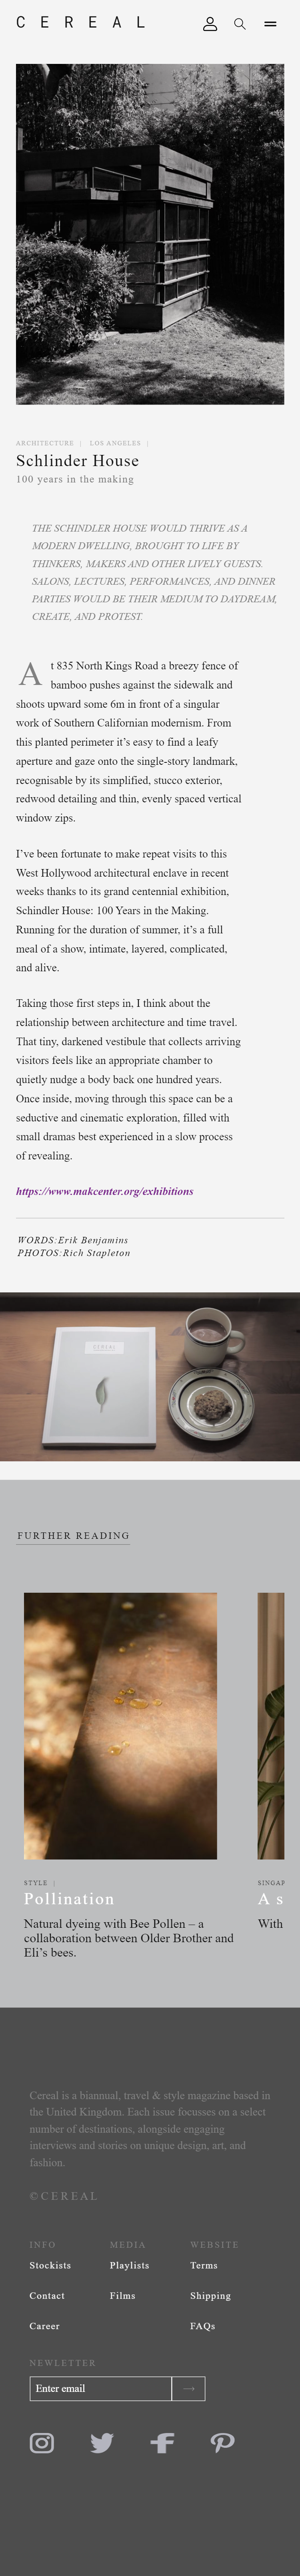 CEREAL
ARCHITECTURE | LOS ANGELES |
Schlinder House
100 years in the making
THE SCHINDLER HOUSE WOULD THRIVE AS A
MODERN DWELLING, BROUGHT TO LIFE BY
THINKERS, MAKERS AND OTHER LIVELY GUESTS.
SALONS, LECTURES, PERFORMANCES, AND DINNER
PARTIES WOULD BE THEIR MEDIUM TO DAYDREAM,
CREATE, AND PROTEST.
At 835 North Kings Road a breezy fence of
bamboo pushes against the sidewalk and
shoots upward some 6m in front of a singular
work of Southern Californian modernism. From
this planted perimeter it’s easy to find a leafy
aperture and gaze onto the single-story landmark,
recognisable by its simplified, stucco exterior,
redwood detailing and thin, evenly spaced vertical
window zips.
I’ve been fortunate to make repeat visits to this
West Hollywood architectural enclave in recent
weeks thanks to its grand centennial exhibition,
Schindler House: 100 Years in the Making.
Running for the duration of summer, it’s a full
meal of a show, intimate, layered, complicated,
and alive.
Taking those first steps in, I think about the
relationship between architecture and time travel.
That tiny, darkened vestibule that collects arriving
visitors feels like an appropriate chamber to
quietly nudge a body back one hundred years.
Once inside, moving through this space can be a
seductive and cinematic exploration, filled with
small dramas best experienced in a slow process
of revealing.
https://www.makcenter.org/exhibitions
WORDS:Erik Benjamins
PHOTOS:Rich Stapleton
CEREAL
FURTHER READING
STYLE |
Pollination
Natural dyeing with Bee Pollen – a
collaboration between Older Brother and
Eli’s bees.
SINGAP
A s
With
Cereal is a biannual, travel & style magazine based in
the United Kingdom. Each issue focusses on a select
number of destinations, alongside engaging
interviews and stories on unique design, art, and
fashion.
©CEREAL
INFO MEDIA WEBSITE
Stockists Playlists Terms
Contact Films Shipping
Career FAQs
NEWLETTER
Enter email →